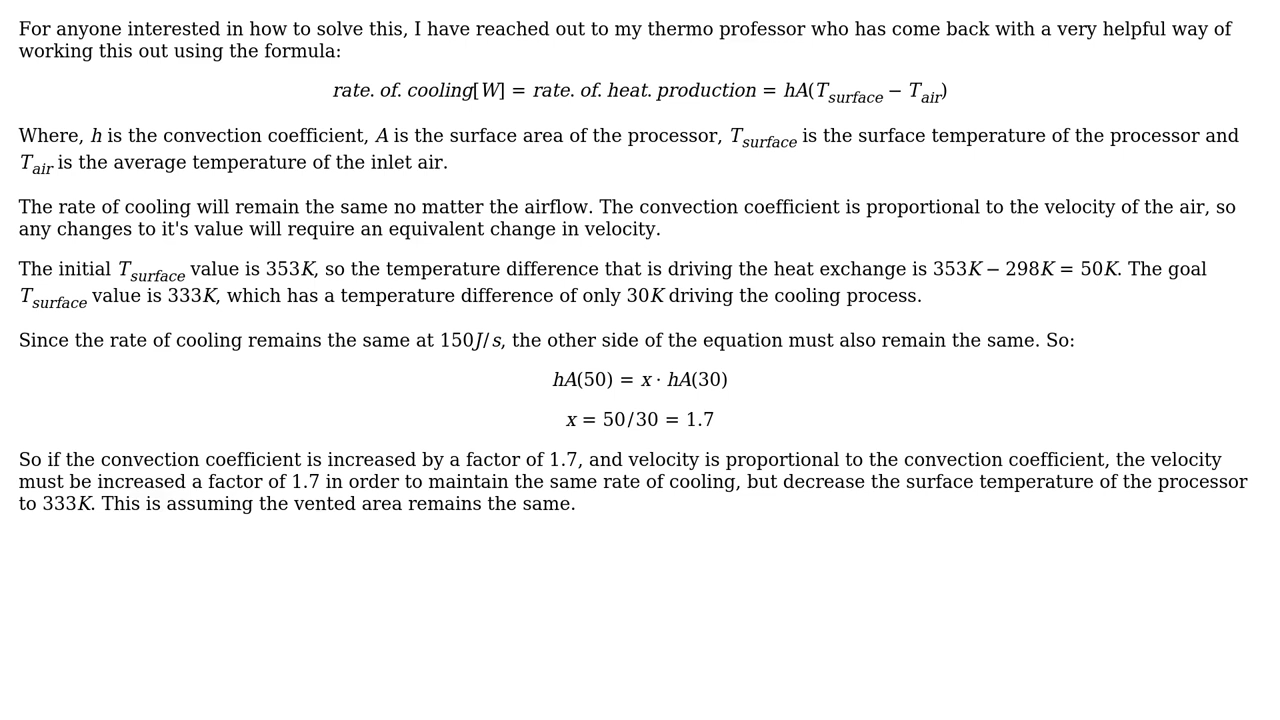 For anyone interested in how to solve this, I have reached out to my thermo professor who has come back with a very helpful way of
working this out using the formula:
rate. of. cooling[W] = rate. of. heat. production = hA(T_surface − T_air)
Where, h is the convection coefficient, A is the surface area of the processor, T_surface is the surface temperature of the processor and
T_air is the average temperature of the inlet air.
The rate of cooling will remain the same no matter the airflow. The convection coefficient is proportional to the velocity of the air, so
any changes to it's value will require an equivalent change in velocity.
The initial T_surface value is 353K, so the temperature difference that is driving the heat exchange is 353K − 298K = 50K. The goal
T_surface value is 333K, which has a temperature difference of only 30K driving the cooling process.
Since the rate of cooling remains the same at 150J/s, the other side of the equation must also remain the same. So:
hA(50) = x · hA(30)
x = 50/30 = 1.7
So if the convection coefficient is increased by a factor of 1.7, and velocity is proportional to the convection coefficient, the velocity
must be increased a factor of 1.7 in order to maintain the same rate of cooling, but decrease the surface temperature of the processor
to 333K. This is assuming the vented area remains the same.